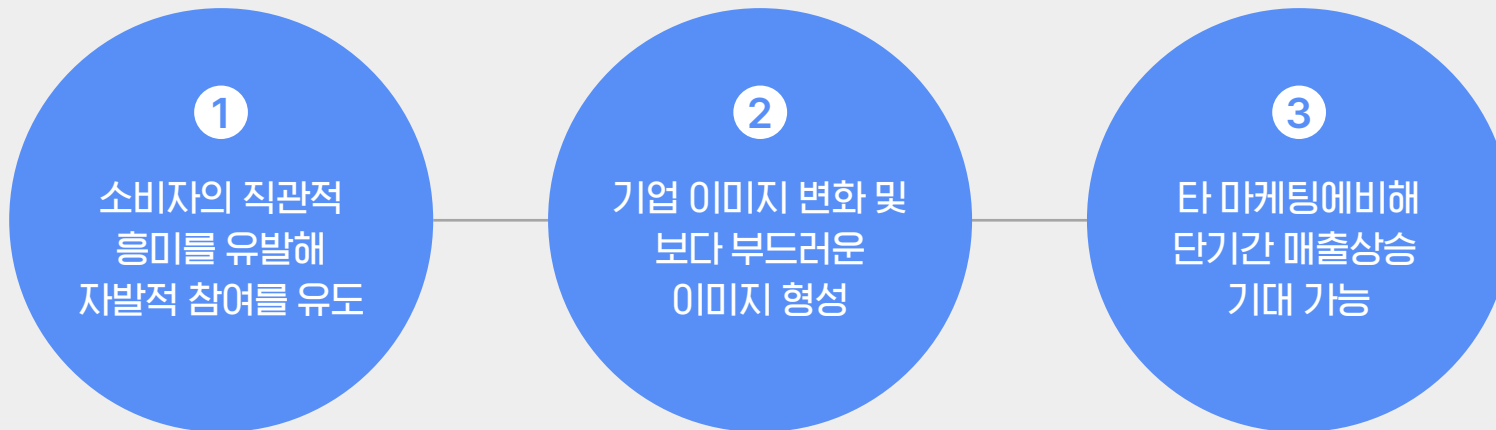 1
소비자의 직관적
흥미를 유발해
자발적 참여를 유도
2
기업 이미지 변화 및
보다 부드러운
이미지 형성
3
타 마케팅에비해
단기간 매출상승
기대 가능